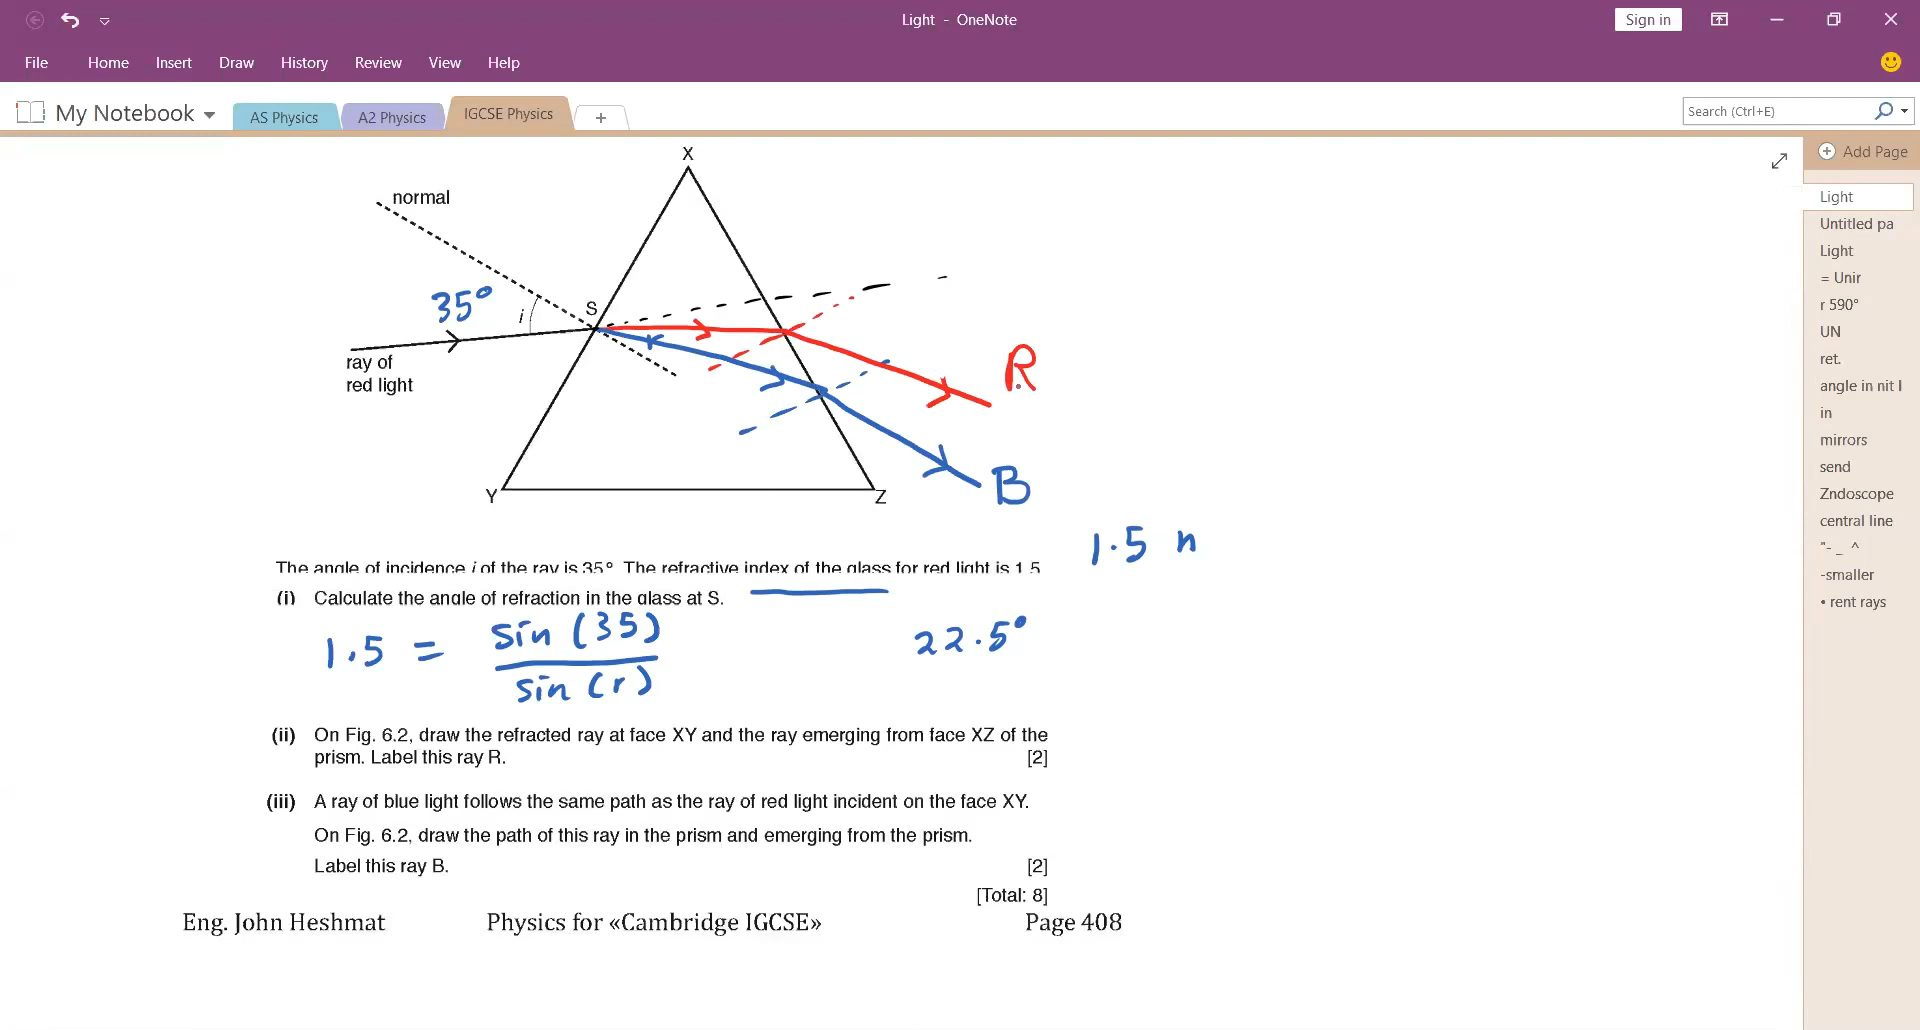 Light - OneNote
Sign in
File Home Insert Draw History Review View Help
My Notebook
AS Physics
A2 Physics
IGCSE Physics
+
Search (Ctrl+E)
Add Page
Light
Untitled pa
Light
= Unir
r 590°
UN
ret.
angle in nit I
in
mirrors
send
Zndoscope
central line
"- _ ^
-smaller
• rent rays
X
normal
S
35°
i
ray of
red light
R
B
Y
Z
1.5 n
The angle of incidence i of the ray is 35°. The refractive index of the glass for red light is 1.5
(i) Calculate the angle of refraction in the glass at S.
1.5 = sin (35)
sin (r)
22.5°
(ii) On Fig. 6.2, draw the refracted ray at face XY and the ray emerging from face XZ of the
prism. Label this ray R. [2]
(iii) A ray of blue light follows the same path as the ray of red light incident on the face XY.
On Fig. 6.2, draw the path of this ray in the prism and emerging from the prism.
Label this ray B. [2]
[Total: 8]
Eng. John Heshmat Physics for «Cambridge IGCSE» Page 408